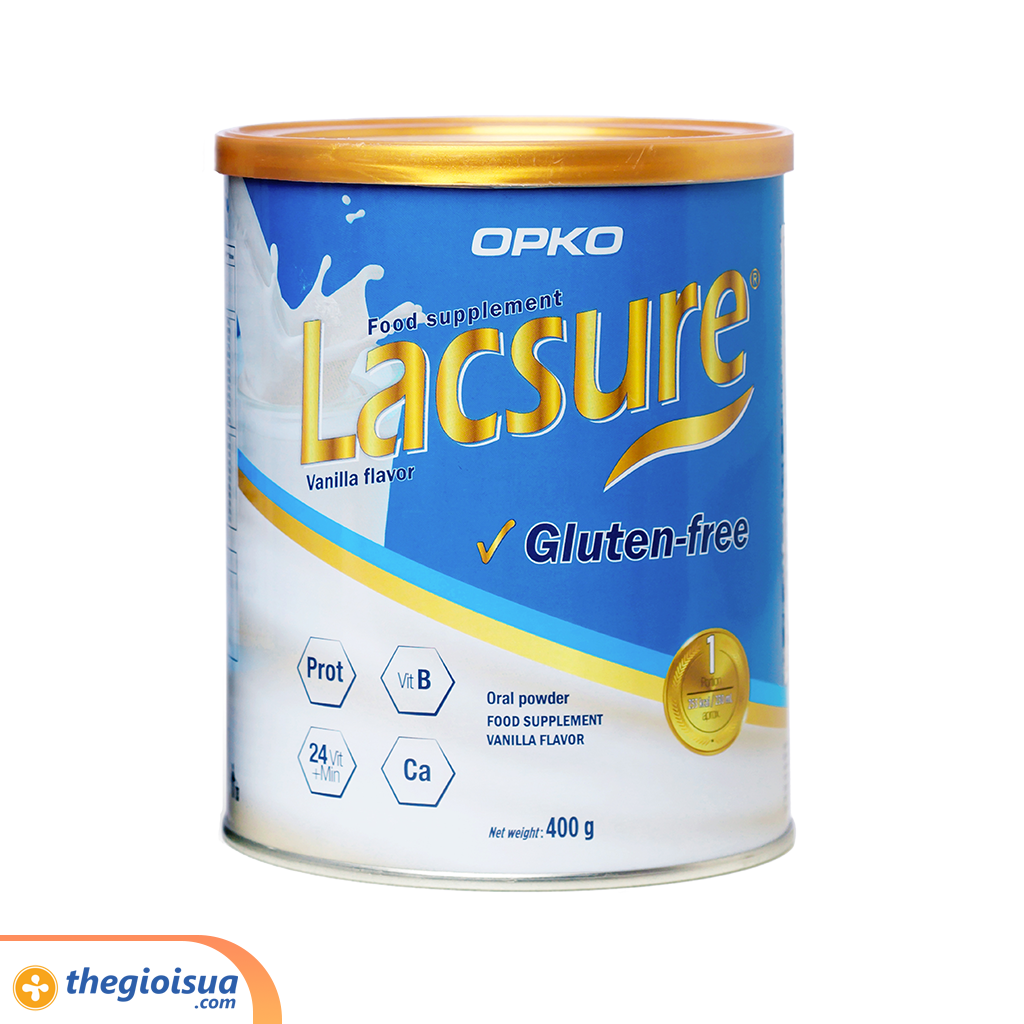 OPKO
Food supplement
Lacsure®
Vanilla flavor
✓ Gluten-free
Prot
Vit B
24 Vit
+Min
Ca
1
Oral powder
FOOD SUPPLEMENT
VANILLA FLAVOR
aprox.
Net weight: 400 g
thegioisua
.com